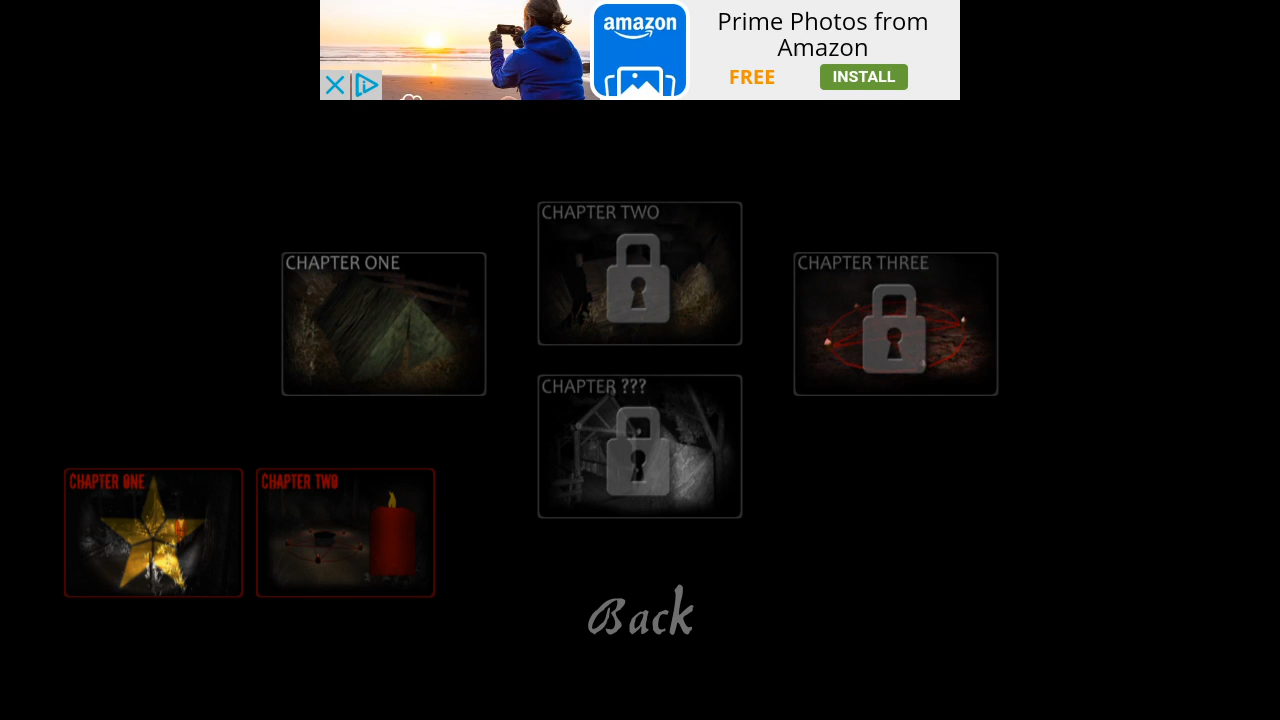 amazon
Prime Photos from
Amazon
FREE
INSTALL
CHAPTER TWO
CHAPTER ONE
CHAPTER THREE
CHAPTER ???
CHAPTER ONE
CHAPTER TWO
Back